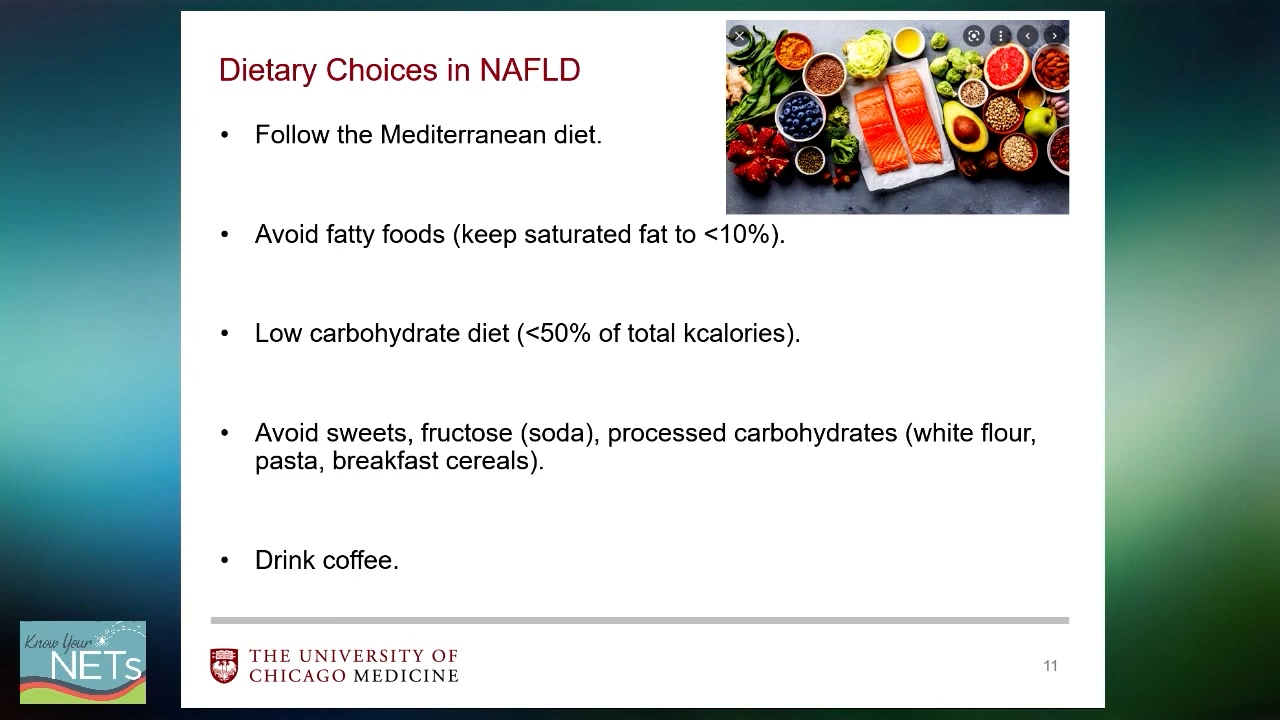 Dietary Choices in NAFLD
• Follow the Mediterranean diet.
• Avoid fatty foods (keep saturated fat to <10%).
• Low carbohydrate diet (<50% of total kcalories).
• Avoid sweets, fructose (soda), processed carbohydrates (white flour,
pasta, breakfast cereals).
• Drink coffee.
Know Your
NETs
THE UNIVERSITY OF
CHICAGO MEDICINE
11